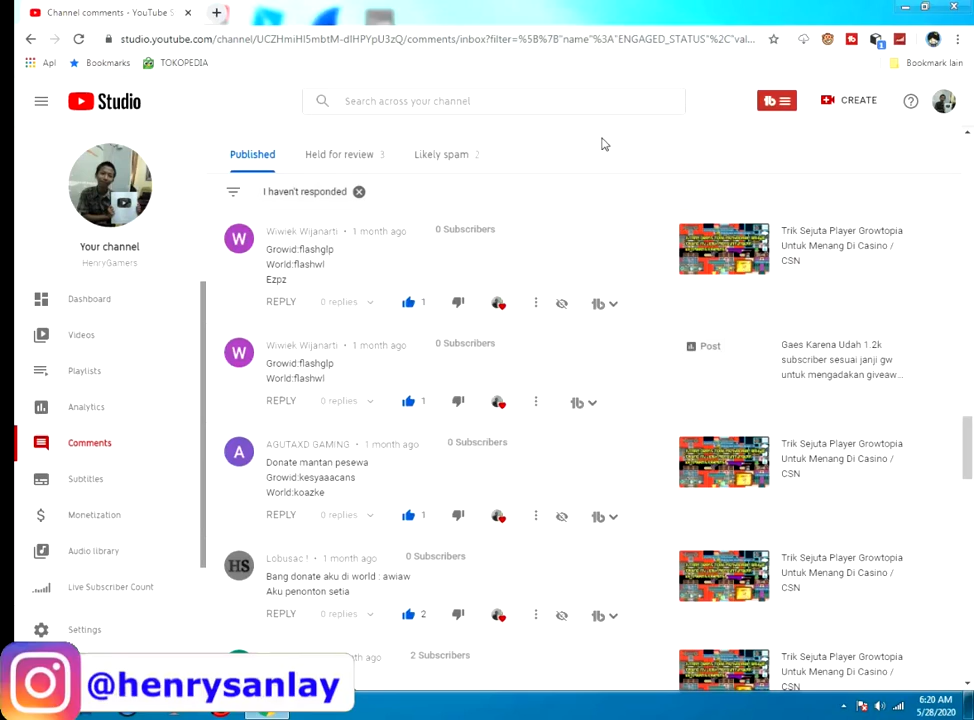 Channel comments - YouTube S
studio.youtube.com/channel/UCZHmiHI5mbtM-dIHPYpU3zQ/comments/inbox?filter=%5B%7B"name"%3A"ENGAGED_STATUS"%2C"val...
Apl
Bookmarks
TOKOPEDIA
Bookmark lain
Studio
Search across your channel
CREATE
Your channel
HenryGamers
Dashboard
Videos
Playlists
Analytics
Comments
Subtitles
Monetization
Audio library
Live Subscriber Count
Settings
Published
Held for review 3
Likely spam 2
I haven't responded
W
Wiwiek Wijanarti • 1 month ago
0 Subscribers
Growid:flashglp
World:flashwl
Ezpz
REPLY
0 replies
1
Trik Sejuta Player Growtopia
Untuk Menang Di Casino /
CSN
W
Wiwiek Wijanarti • 1 month ago
0 Subscribers
Growid:flashglp
World:flashwl
REPLY
0 replies
1
Post
Gaes Karena Udah 1.2k
subscriber sesuai janji gw
untuk mengadakan giveaw...
A
AGUTAXD GAMING • 1 month ago
0 Subscribers
Donate mantan pesewa
Growid:kesyaaacans
World:koazke
REPLY
0 replies
1
Trik Sejuta Player Growtopia
Untuk Menang Di Casino /
CSN
HS
Lobusac ! • 1 month ago
0 Subscribers
Bang donate aku di world : awiaw
Aku penonton setia
REPLY
0 replies
2
Trik Sejuta Player Growtopia
Untuk Menang Di Casino /
CSN
ago
2 Subscribers
Trik Sejuta Player Growtopia
Untuk Menang Di Casino /
CSN
@henrysanlay
6:20 AM
5/28/2020